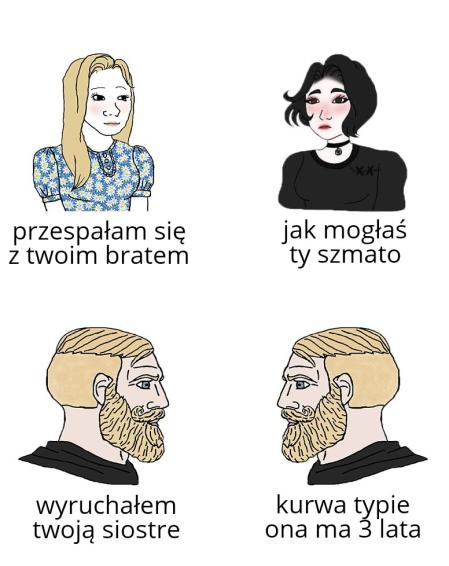 przespałam się
z twoim bratem
jak mogłaś
ty szmato
wyruchałem
twoją siostre
kurwa typie
ona ma 3 lata